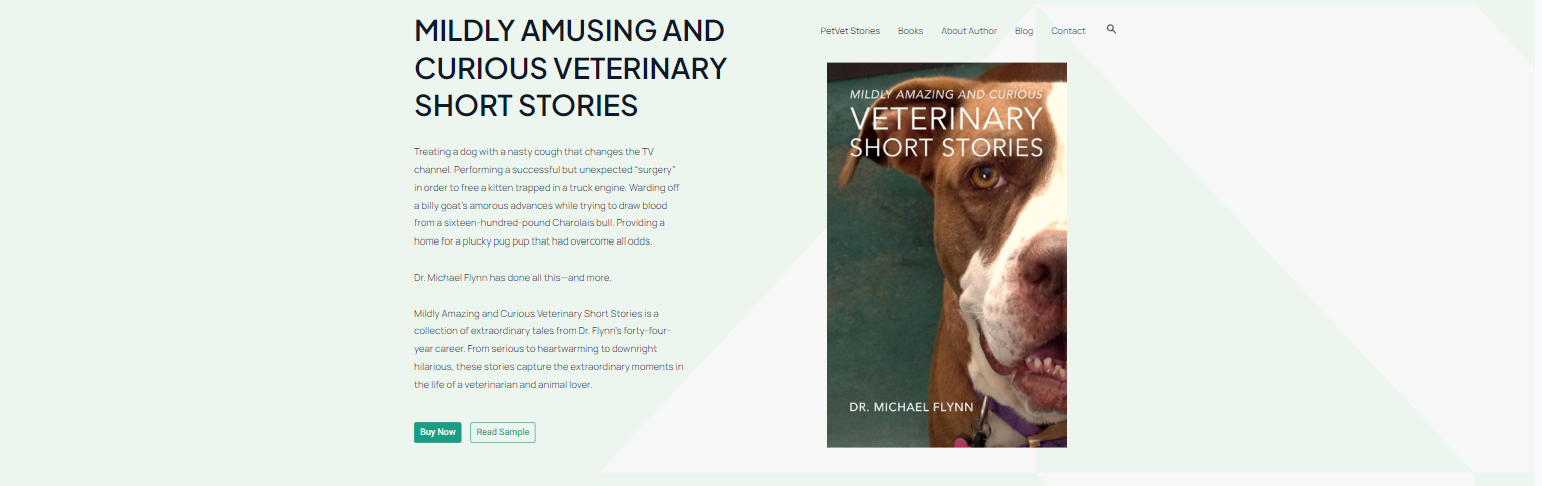 MILDLY AMUSING AND
CURIOUS VETERINARY
SHORT STORIES
PetVet Stories Books About Author Blog Contact
Treating a dog with a nasty cough that changes the TV
channel. Performing a successful but unexpected “surgery”
in order to free a kitten trapped in a truck engine. Warding off
a billy goat’s amorous advances while trying to draw blood
from a sixteen-hundred-pound Charolais bull. Providing a
home for a plucky pug pup that had overcome all odds.
Dr. Michael Flynn has done all this—and more.
Mildly Amazing and Curious Veterinary Short Stories is a
collection of extraordinary tales from Dr. Flynn’s forty-four-
year career. From serious to heartwarming to downright
hilarious, these stories capture the extraordinary moments in
the life of a veterinarian and animal lover.
Buy Now Read Sample
MILDLY AMAZING AND CURIOUS
VETERINARY
SHORT STORIES
DR. MICHAEL FLYNN